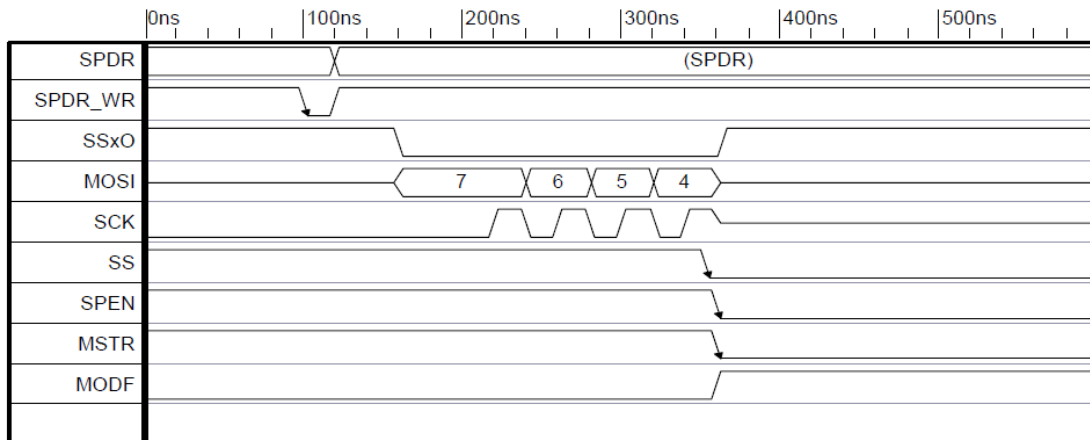 0ns 100ns 200ns 300ns 400ns 500ns
SPDR (SPDR)
SPDR_WR
SSxO
MOSI 7 6 5 4
SCK
SS
SPEN
MSTR
MODF